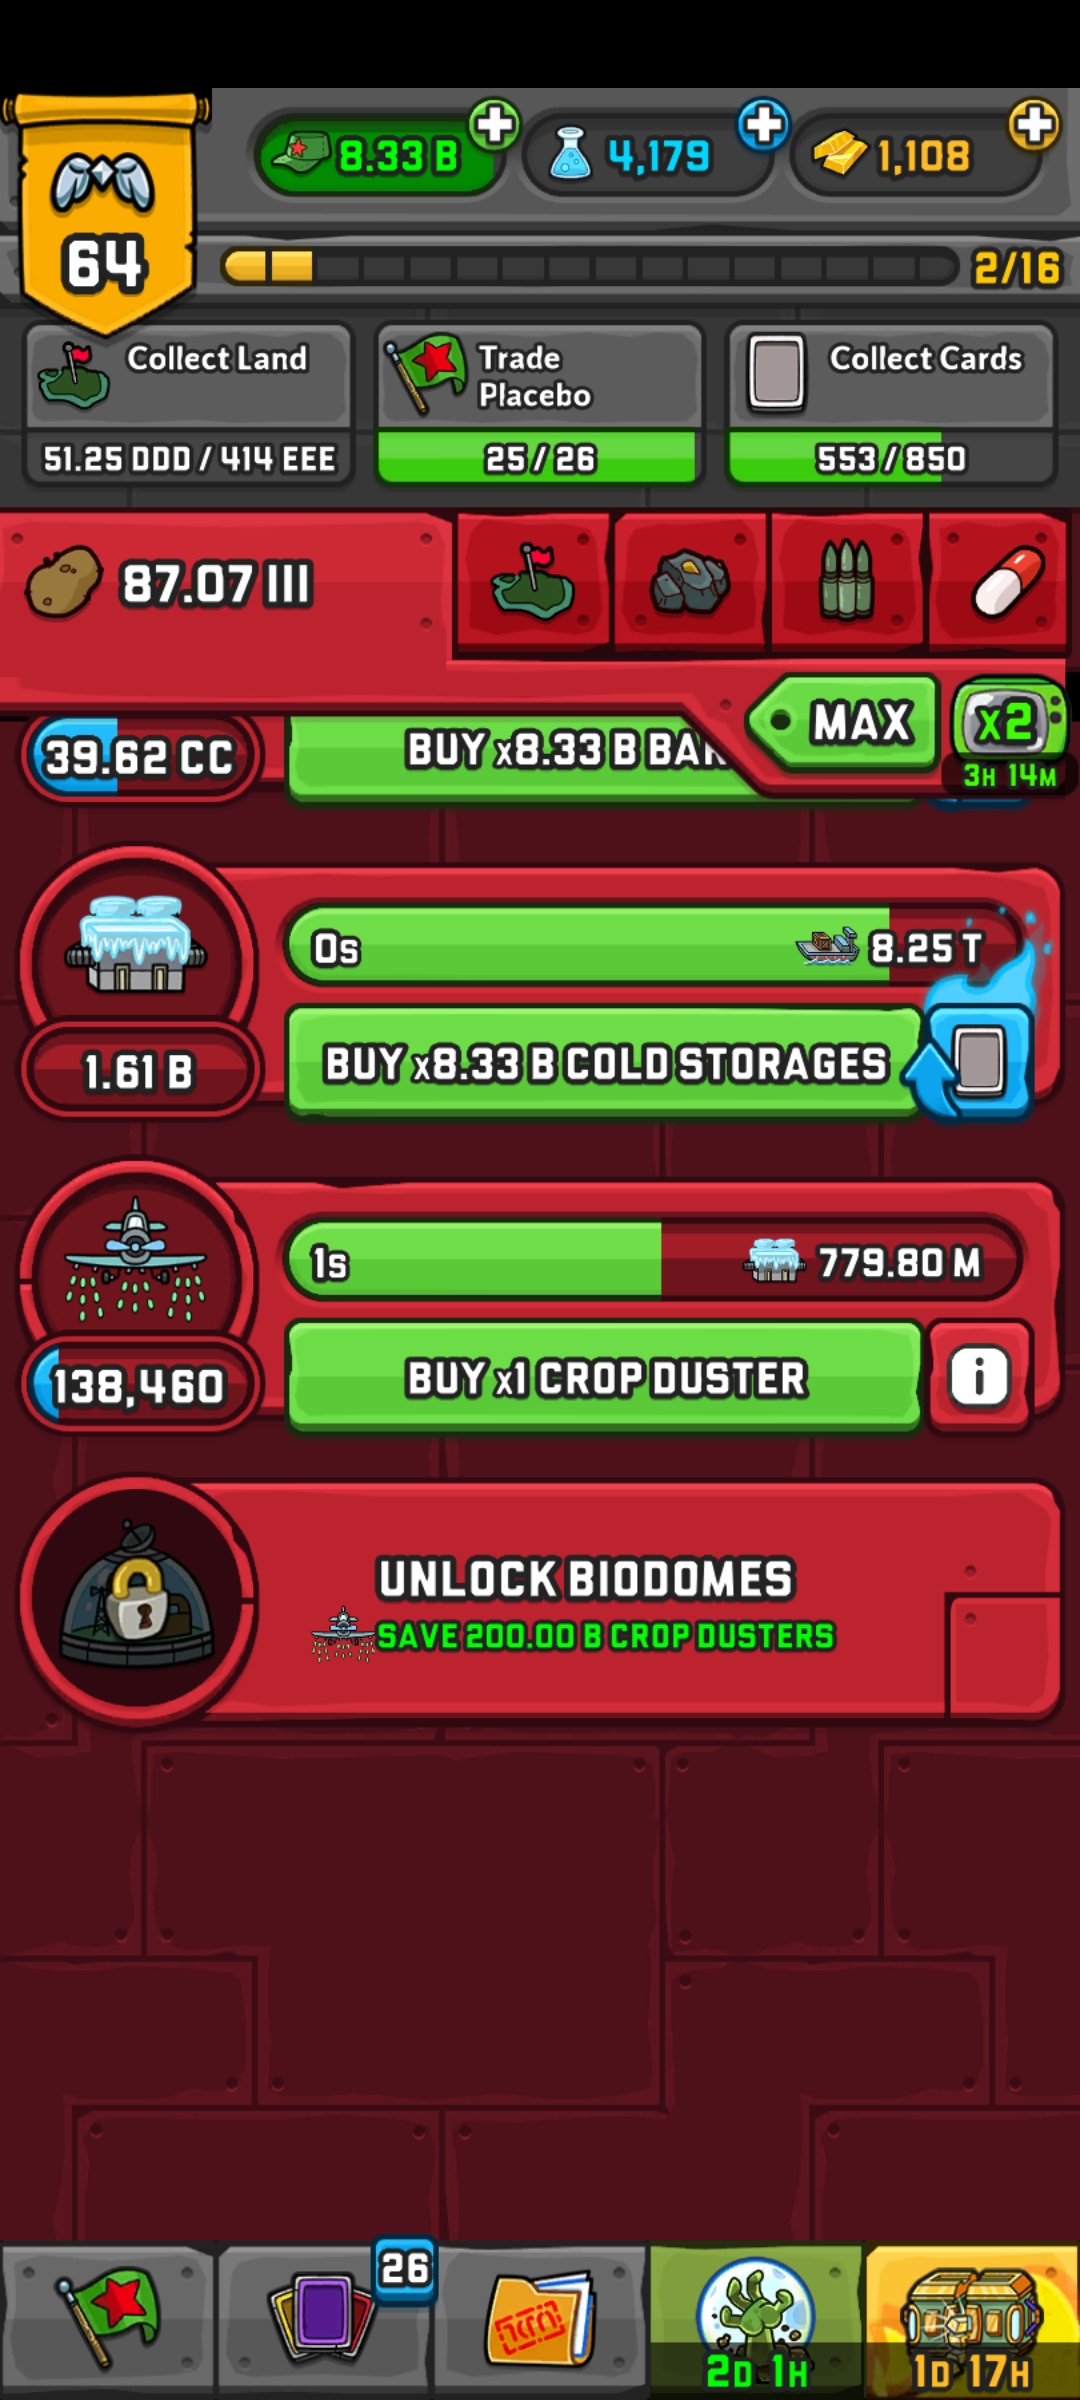 8.33 B
4,179
1,108
64
2/16
Collect Land
51.25 DDD / 414 EEE
Trade
Placebo
25 / 26
Collect Cards
553 / 850
87.07 III
MAX
x2
3H 14M
39.62 CC
BUY x8.33 B
0s
8.25 T
1.61 B
BUY x8.33 B COLD STORAGES
1s
779.80 M
138,460
BUY x1 CROP DUSTER
i
UNLOCK BIODOMES
SAVE 200.00 B CROP DUSTERS
26
2D 1H
1D 17H